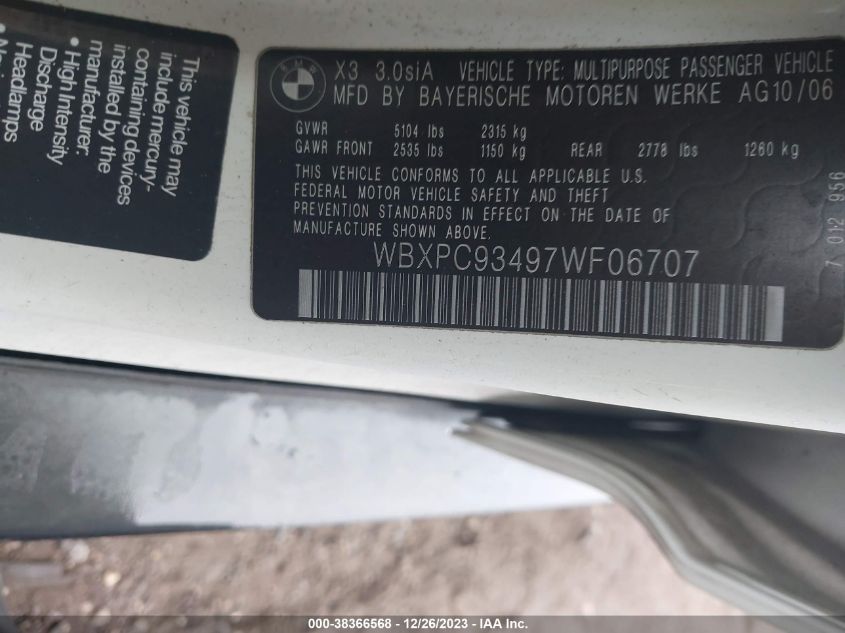 This vehicle may
include mercury-
containing devices
installed by the
manufacturer:
• High Intensity
Discharge
Headlamps
BMW
X3 3.0siA VEHICLE TYPE: MULTIPURPOSE PASSENGER VEHICLE
MFD BY BAYERISCHE MOTOREN WERKE AG10/06
GVWR 5104 lbs 2315 kg
GAWR FRONT 2535 lbs 1150 kg REAR 2778 lbs 1260 kg
THIS VEHICLE CONFORMS TO ALL APPLICABLE U.S.
FEDERAL MOTOR VEHICLE SAFETY AND THEFT
PREVENTION STANDARDS IN EFFECT ON THE DATE OF
MANUFACTURE SHOWN ABOVE.
WBXPC93497WF06707
7 012 956
000-38366568 - 12/26/2023 - IAA Inc.